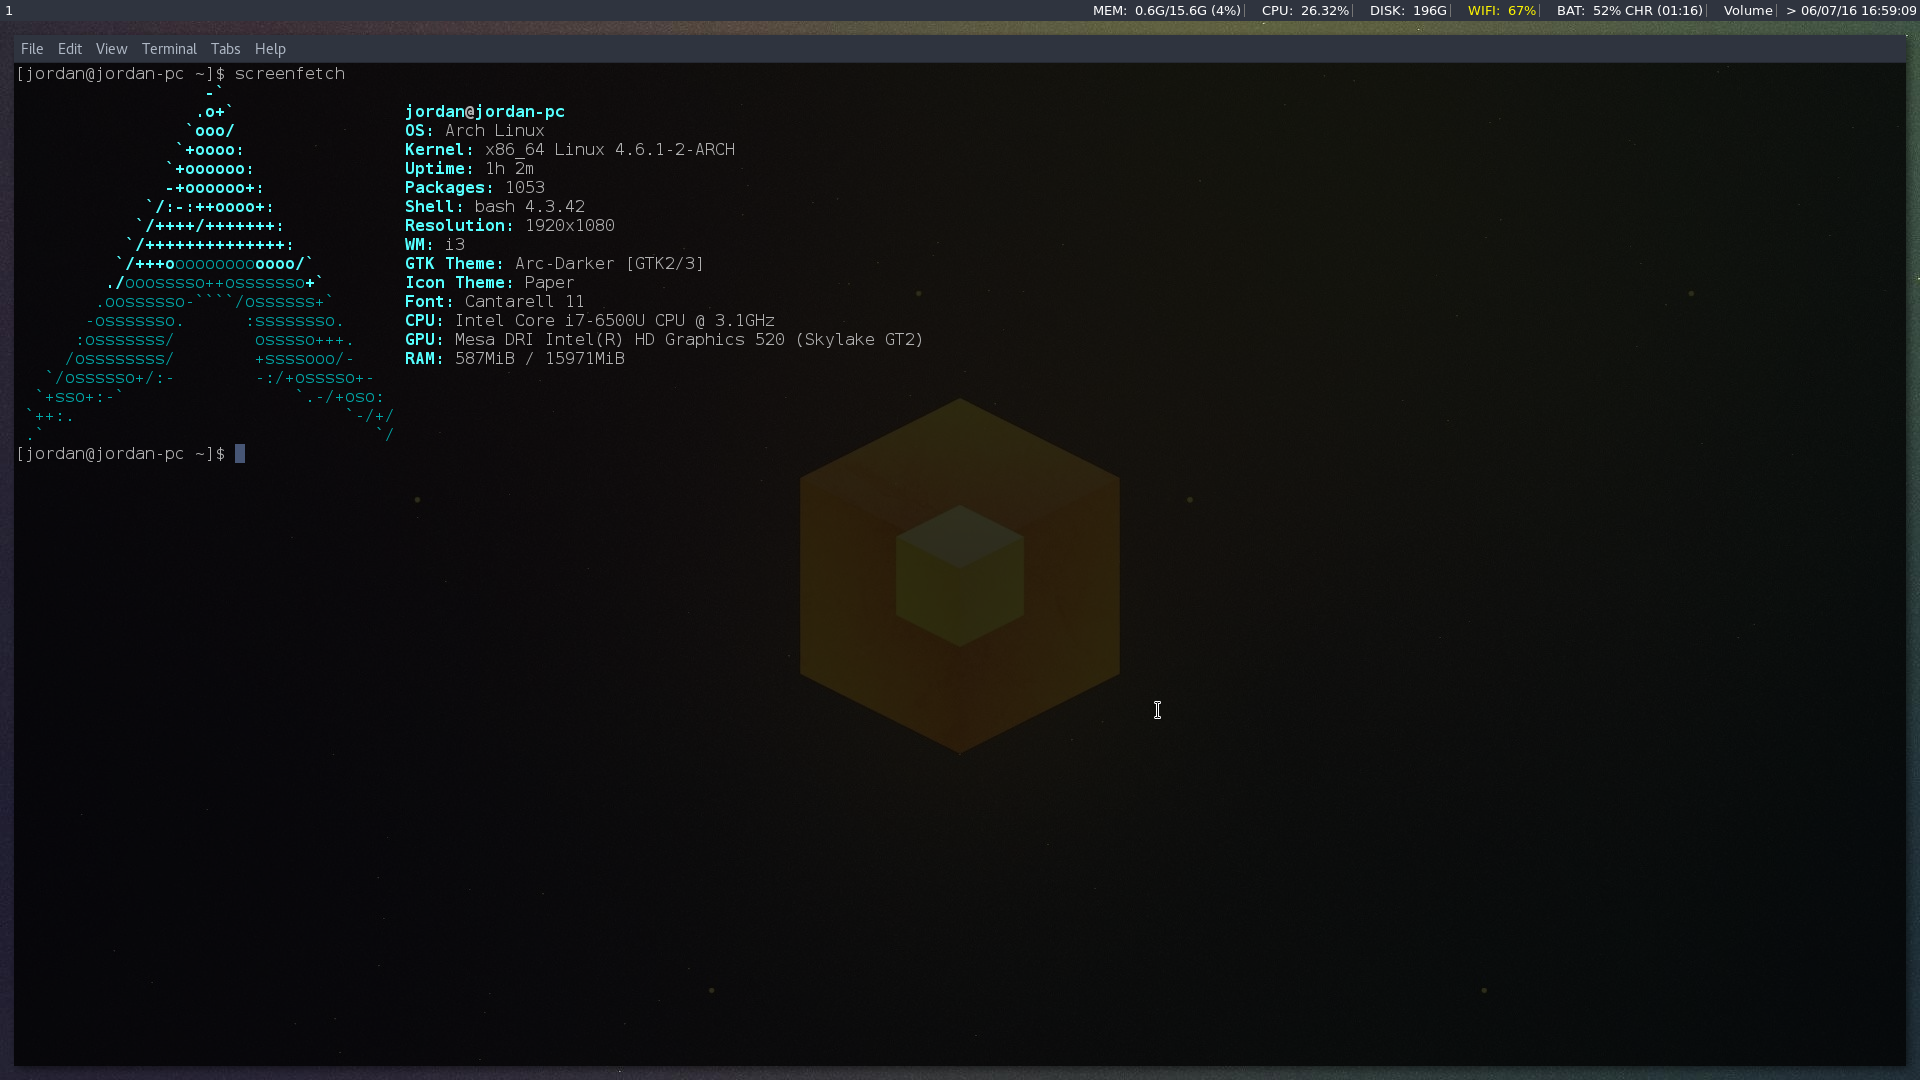 1 MEM: 0.6G/15.6G (4%)| CPU: 26.32%| DISK: 196G| WIFI: 67%| BAT: 52% CHR (01:16)| Volume| > 06/07/16 16:59:09
File Edit View Terminal Tabs Help
[jordan@jordan-pc ~]$ screenfetch
-`
.o+` jordan@jordan-pc
`ooo/ OS: Arch Linux
`+oooo: Kernel: x86_64 Linux 4.6.1-2-ARCH
`+oooooo: Uptime: 1h 2m
-+oooooo+: Packages: 1053
`/:-:++oooo+: Shell: bash 4.3.42
`/++++/+++++++: Resolution: 1920x1080
`/++++++++++++++: WM: i3
`/+++ooooooooooooo/` GTK Theme: Arc-Darker [GTK2/3]
./ooosssso++osssssso+` Icon Theme: Paper
.oossssso-````/ossssss+` Font: Cantarell 11
-osssssso. :ssssssso. CPU: Intel Core i7-6500U CPU @ 3.1GHz
:osssssss/ osssso+++. GPU: Mesa DRI Intel(R) HD Graphics 520 (Skylake GT2)
/ossssssss/ +ssssooo/- RAM: 587MiB / 15971MiB
`/ossssso+/:- -:/+osssso+-
`+sso+:-` `.-/+oso:
`++:. `-/+/
.` `/
[jordan@jordan-pc ~]$